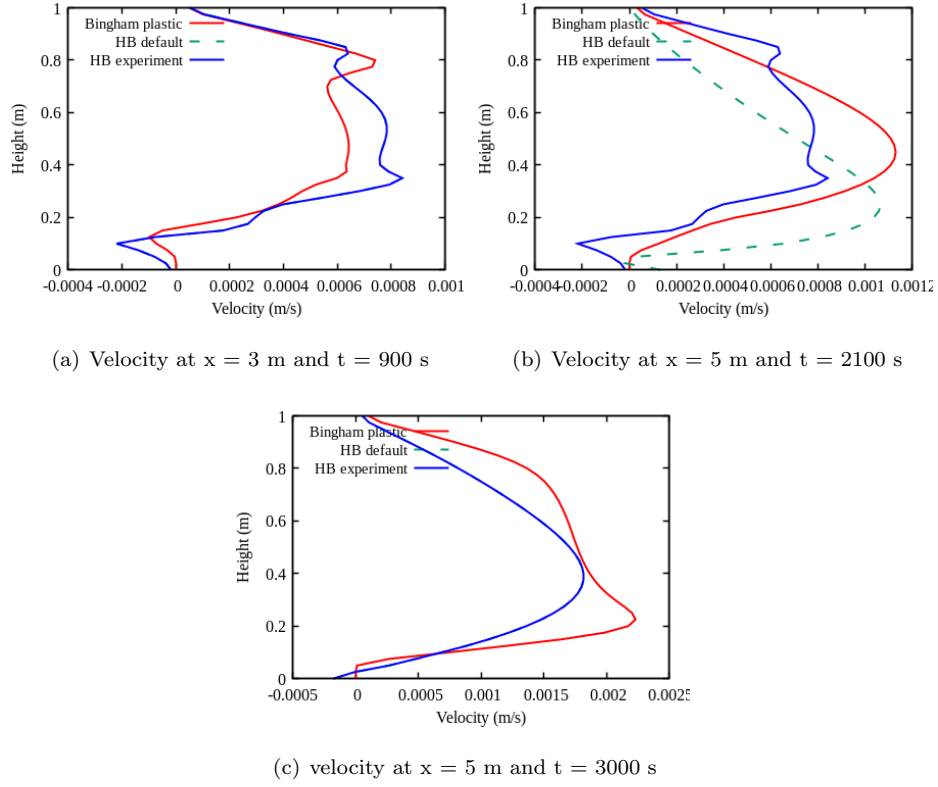 Bingham plastic
HB default
HB experiment
Height (m)
1
0.8
0.6
0.4
0.2
0
-0.0004 -0.0002 0 0.0002 0.0004 0.0006 0.0008 0.001
Velocity (m/s)
(a) Velocity at x = 3 m and t = 900 s
Bingham plastic
HB default
HB experiment
Height (m)
1
0.8
0.6
0.4
0.2
0
-0.0004 -0.0002 0 0.0002 0.0004 0.0006 0.0008 0.001 0.0012
Velocity (m/s)
(b) Velocity at x = 5 m and t = 2100 s
Bingham plastic
HB default
HB experiment
Height (m)
1
0.8
0.6
0.4
0.2
0
-0.0005 0 0.0005 0.001 0.0015 0.002 0.0025
Velocity (m/s)
(c) velocity at x = 5 m and t = 3000 s